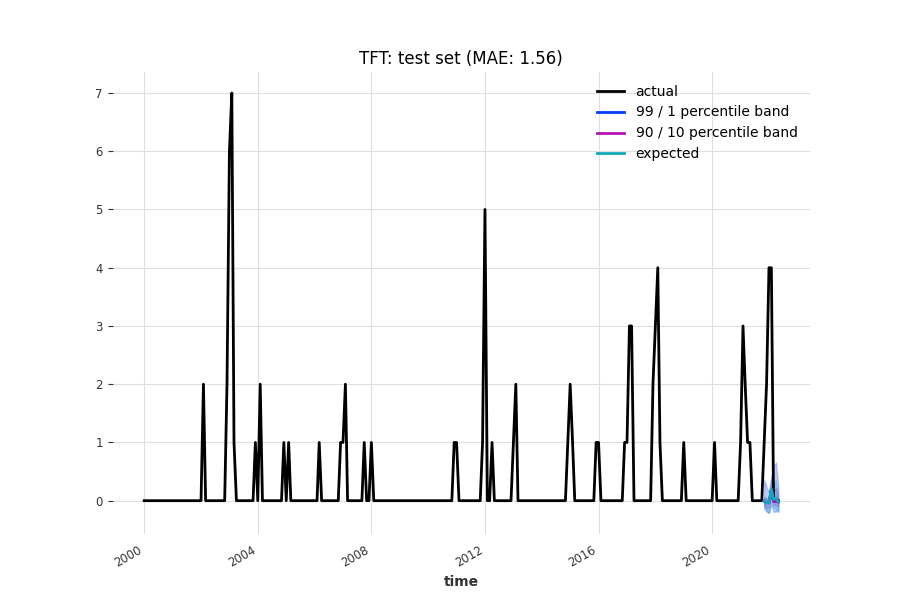 TFT: test set (MAE: 1.56)
actual
99 / 1 percentile band
90 / 10 percentile band
expected
7
6
5
4
3
2
1
0
2000
2004
2008
2012
2016
2020
time